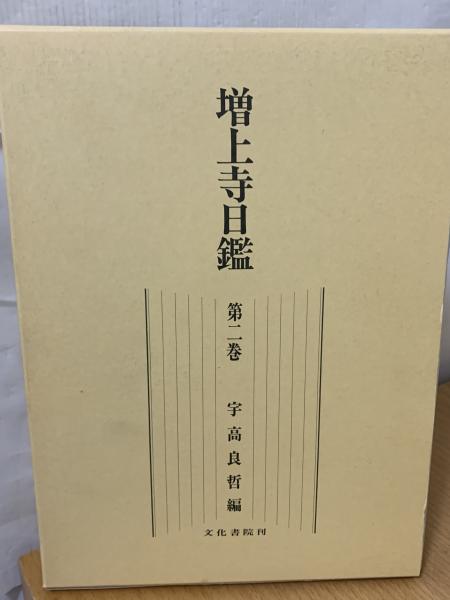 増上寺日鑑
第二巻
宇高良哲編
文化書院刊